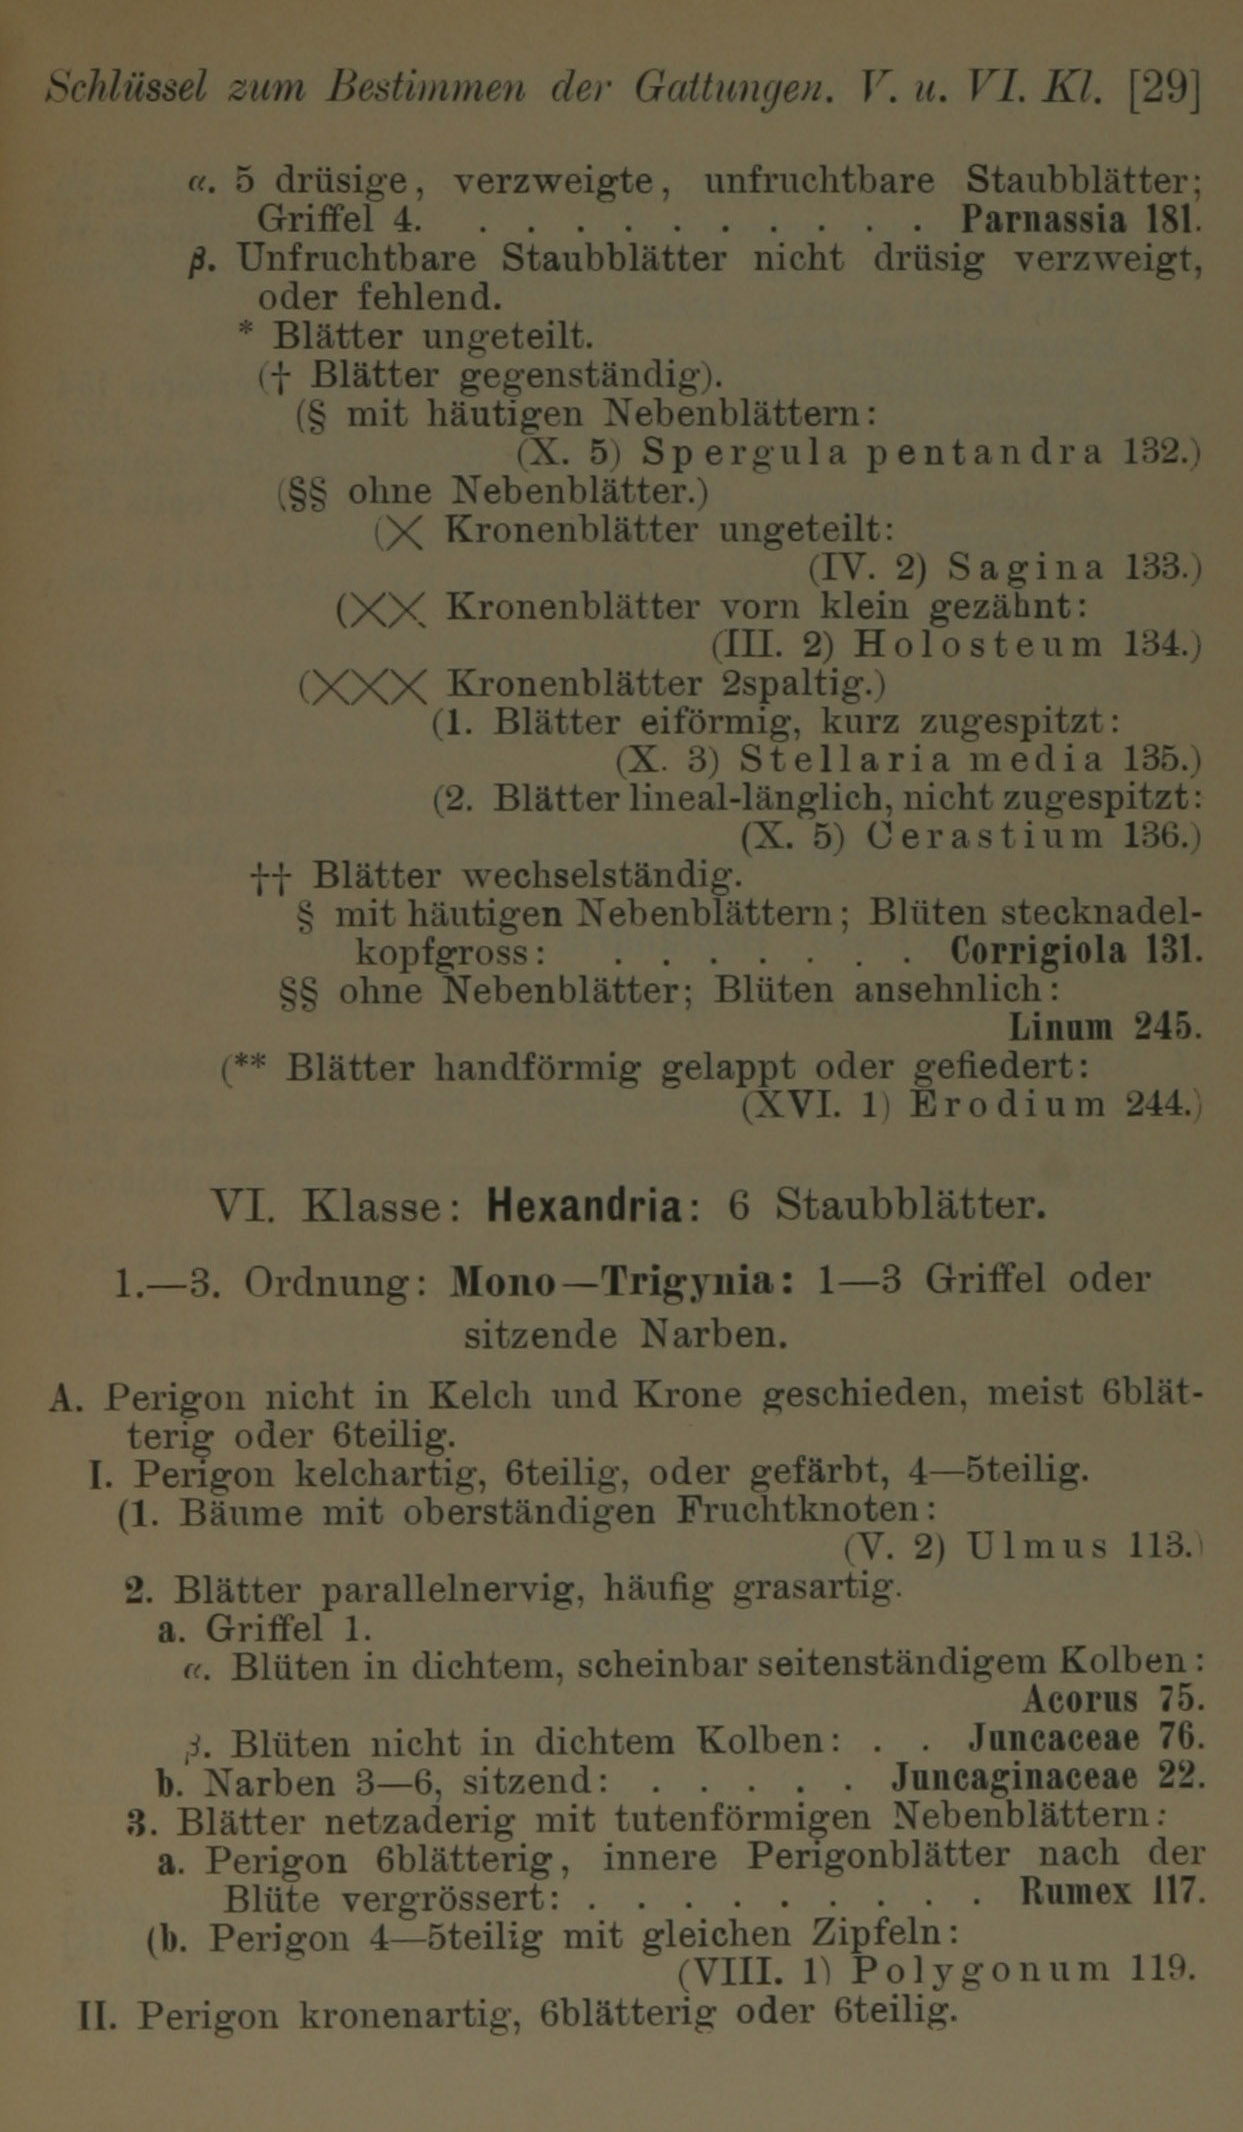 Schlüssel zum Bestimmen der Gattungen. V. u. VI. Kl. [29]
α. 5 drüsige, verzweigte, unfruchtbare Staubblätter;
Griffel 4. . . . . . . . . . . Parnassia 181.
β. Unfruchtbare Staubblätter nicht drüsig verzweigt,
oder fehlend.
* Blätter ungeteilt.
(† Blätter gegenständig).
(§ mit häutigen Nebenblättern:
(X. 5) Spergula pentandra 132.)
(§§ ohne Nebenblätter.)
(X Kronenblätter ungeteilt:
(IV. 2) Sagina 133.)
(XX Kronenblätter vorn klein gezähnt:
(III. 2) Holosteum 134.)
(XXX Kronenblätter 2spaltig.)
(1. Blätter eiförmig, kurz zugespitzt:
(X. 3) Stellaria media 135.)
(2. Blätter lineal-länglich, nicht zugespitzt:
(X. 5) Cerastium 136.)
†† Blätter wechselständig.
§ mit häutigen Nebenblättern; Blüten stecknadel-
kopfgross: . . . . . . . Corrigiola 131.
§§ ohne Nebenblätter; Blüten ansehnlich:
Linum 245.
(** Blätter handförmig gelappt oder gefiedert:
(XVI. 1) Erodium 244.)
VI. Klasse: Hexandria: 6 Staubblätter.
1.—3. Ordnung: Mono—Trigynia: 1—3 Griffel oder
sitzende Narben.
A. Perigon nicht in Kelch und Krone geschieden, meist 6blät-
terig oder 6teilig.
I. Perigon kelchartig, 6teilig, oder gefärbt, 4—5teilig.
(1. Bäume mit oberständigen Fruchtknoten:
(V. 2) Ulmus 113.)
2. Blätter parallelnervig, häufig grasartig.
a. Griffel 1.
α. Blüten in dichtem, scheinbar seitenständigem Kolben:
Acorus 75.
β. Blüten nicht in dichtem Kolben: . . Juncaceae 76.
b. Narben 3—6, sitzend: . . . . . Juncaginaceae 22.
3. Blätter netzaderig mit tutenförmigen Nebenblättern:
a. Perigon 6blätterig, innere Perigonblätter nach der
Blüte vergrössert: . . . . . . . . . Rumex 117.
(b. Perigon 4—5teilig mit gleichen Zipfeln:
(VIII. 1) Polygonum 119.
II. Perigon kronenartig, 6blätterig oder 6teilig.